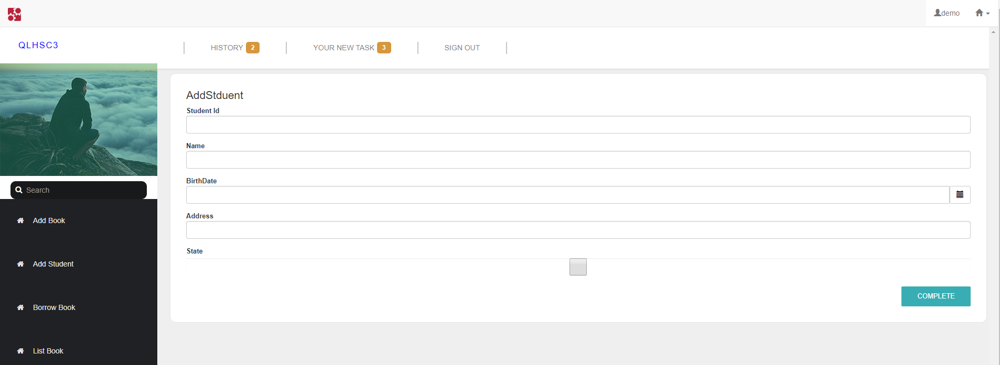 demo
QLHSC3
HISTORY 2
YOUR NEW TASK 3
SIGN OUT
Search
Add Book
Add Student
Borrow Book
List Book
AddStduent
Student Id
Name
BirthDate
Address
State
COMPLETE